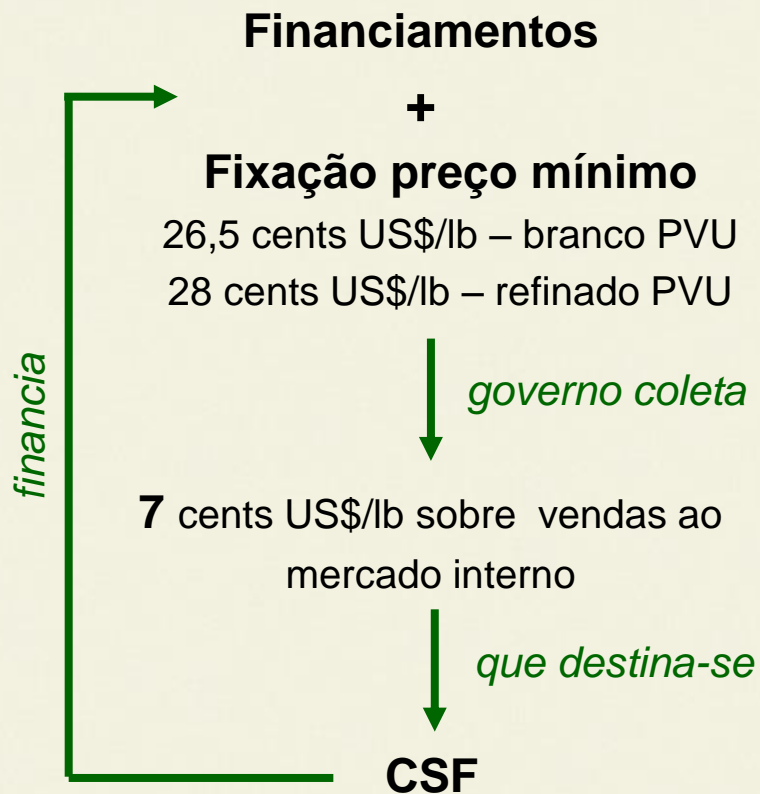 Financiamentos
+
Fixação preço mínimo
26,5 cents US$/lb – branco PVU
28 cents US$/lb – refinado PVU
governo coleta
financia
7 cents US$/lb sobre vendas ao
mercado interno
que destina-se
CSF